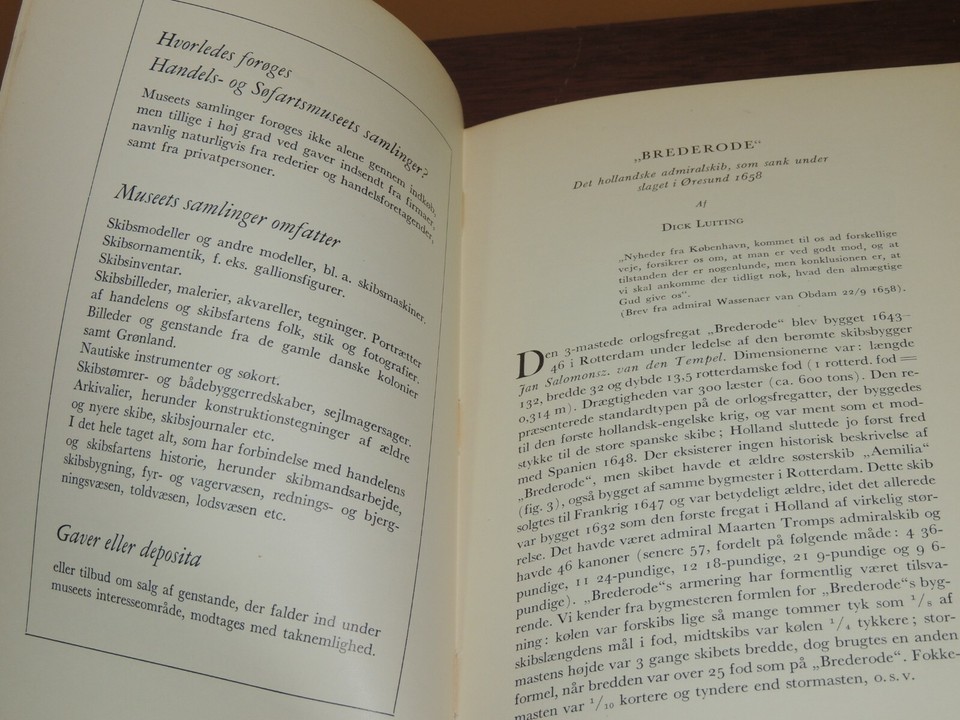 Hvorledes forøges
Handels- og Søfartsmuseets samlinger?
Museets samlinger forøges ikke alene gennem indkøb,
men tillige i høj grad ved gaver indsendt fra firmaer,
navnlig naturligvis fra rederier og handelsforetagender,
samt fra privatpersoner.
Museets samlinger omfatter
Skibsmodeller og andre modeller, bl. a. skibsmaskiner.
Skibsornamentik, f. eks. gallionsfigurer.
Skibsinventar.
Skibsbilleder, malerier, akvareller, tegninger. Portrætter
af handelens og skibsfartens folk, stik og fotografier.
Billeder og genstande fra de gamle danske kolonier
samt Grønland.
Nautiske instrumenter og søkort.
Skibstømrer- og bådebyggerredskaber, sejlmagersager.
Arkivalier, herunder konstruktionstegninger af ældre
og nyere skibe, skibsjournaler etc.
I det hele taget alt, som har forbindelse med handelens
og skibsfartens historie, herunder skibmandsarbejde,
skibsbygning, fyr- og vagervæsen, rednings- og bjerg-
ningsvæsen, toldvæsen, lodsvæsen etc.
Gaver eller deposita
eller tilbud om salg af genstande, der falder ind under
museets interesseområde, modtages med taknemlighed.
„BREDERODE“
Det hollandske admiralskib, som sank under
slaget i Øresund 1658
Af
DICK LUITING
„Nyheder fra København, kommet til os ad forskellige
veje, forsikrer os om, at man er ved godt mod, og at
tilstanden der er nogenlunde, men konklusionen er, at
vi skal ankomme der tidligt nok, hvad den almægtige
Gud give os“.
(Brev fra admiral Wassenaer van Obdam 22/9 1658).
Den 3-mastede orlogsfregat „Brederode“ blev bygget 1643–
46 i Rotterdam under ledelse af den berømte skibsbygger
Jan Salomonsz. van den Tempel. Dimensionerne var: længde
132, bredde 32 og dybde 13,5 rotterdamske fod (1 rotterd. fod =
0,314 m). Drægtigheden var 300 læster (ca. 600 tons). Den re-
præsenterede standardtypen på de orlogsfregatter, der byggedes
til den første hollandsk-engelske krig, og var ment som et mod-
stykke til de store spanske skibe; Holland sluttede jo først fred
med Spanien 1648. Der eksisterer ingen historisk beskrivelse af
„Brederode“, men skibet havde et ældre søsterskib „Aemilia“
(fig. 3), også bygget af samme bygmester i Rotterdam. Dette skib
solgtes til Frankrig 1647 og var betydeligt ældre, idet det allerede
var bygget 1632 som den første fregat i Holland af virkelig stør-
relse. Det havde været admiral Maarten Tromps admiralskib og
havde 46 kanoner (senere 57, fordelt på følgende måde: 4 36-
pundige, 11 24-pundige, 12 18-pundige, 21 9-pundige og 9 6-
pundige). „Brederode“s armering har formentlig været tilsva-
rende. Vi kender fra bygmesteren formlen for „Brederode“s byg-
ning: kølen var forskibs lige så mange tommer tyk som 1/8 af
skibslængdens mål i fod, midtskibs var kølen 1/4 tykkere; stor-
mastens højde var 3 gange skibets bredde, dog brugtes en anden
formel, når bredden var over 25 fod som på „Brederode“. Fokke-
masten var 1/10 kortere og tyndere end stormasten, o. s. v.